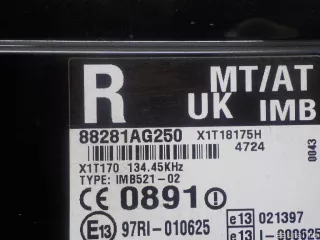 R MT/AT
UK IMB
88281AG250 X1T18175H
4724
0043
X1T170 134.45KHz
TYPE: IMB521-02
CE 0891
E13 97RI-010625
e13 021397